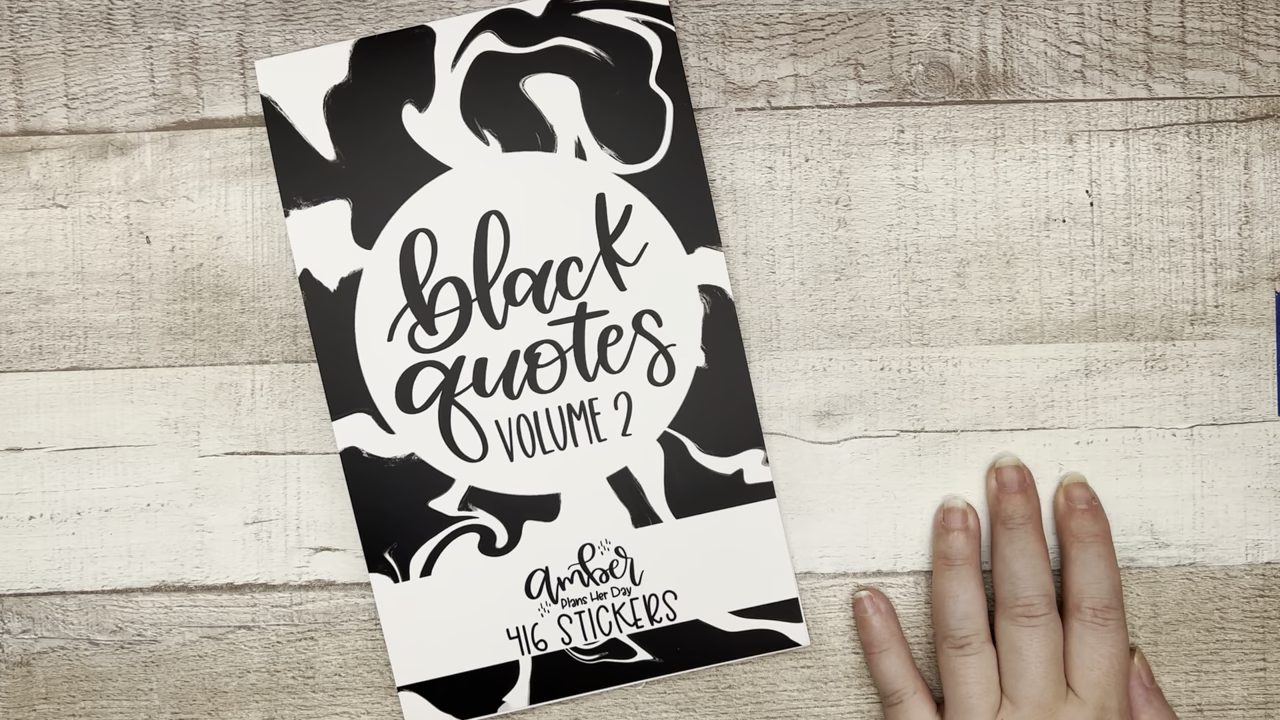 black
quotes
VOLUME 2
amber
Plans Her Day
416 STICKERS